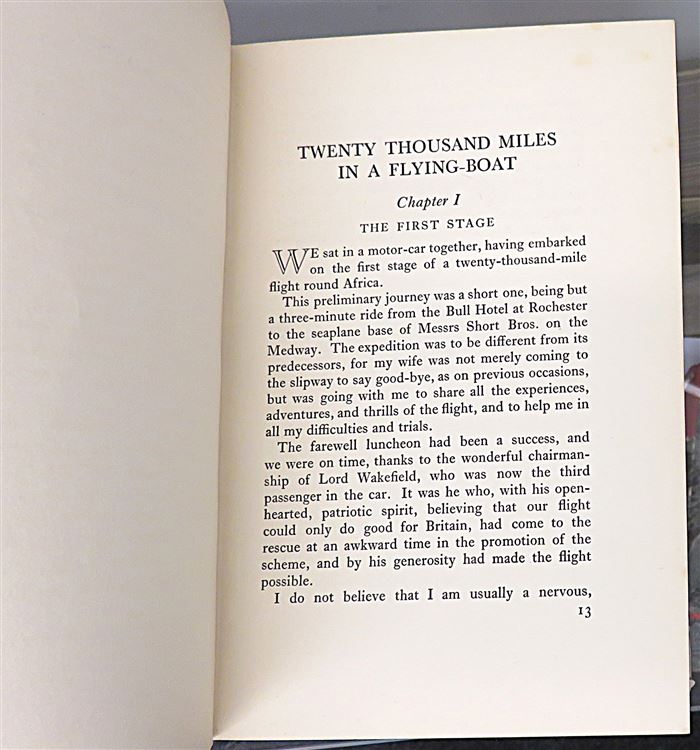 TWENTY THOUSAND MILES
IN A FLYING-BOAT
Chapter I
THE FIRST STAGE
WE sat in a motor-car together, having embarked
on the first stage of a twenty-thousand-mile
flight round Africa.
This preliminary journey was a short one, being but
a three-minute ride from the Bull Hotel at Rochester
to the seaplane base of Messrs Short Bros. on the
Medway. The expedition was to be different from its
predecessors, for my wife was not merely coming to
the slipway to say good-bye, as on previous occasions,
but was going with me to share all the experiences,
adventures, and thrills of the flight, and to help me in
all my difficulties and trials.
The farewell luncheon had been a success, and
we were on time, thanks to the wonderful chairman-
ship of Lord Wakefield, who was now the third
passenger in the car. It was he who, with his open-
hearted, patriotic spirit, believing that our flight
could only do good for Britain, had come to the
rescue at an awkward time in the promotion of the
scheme, and by his generosity had made the flight
possible.
I do not believe that I am usually a nervous,
13